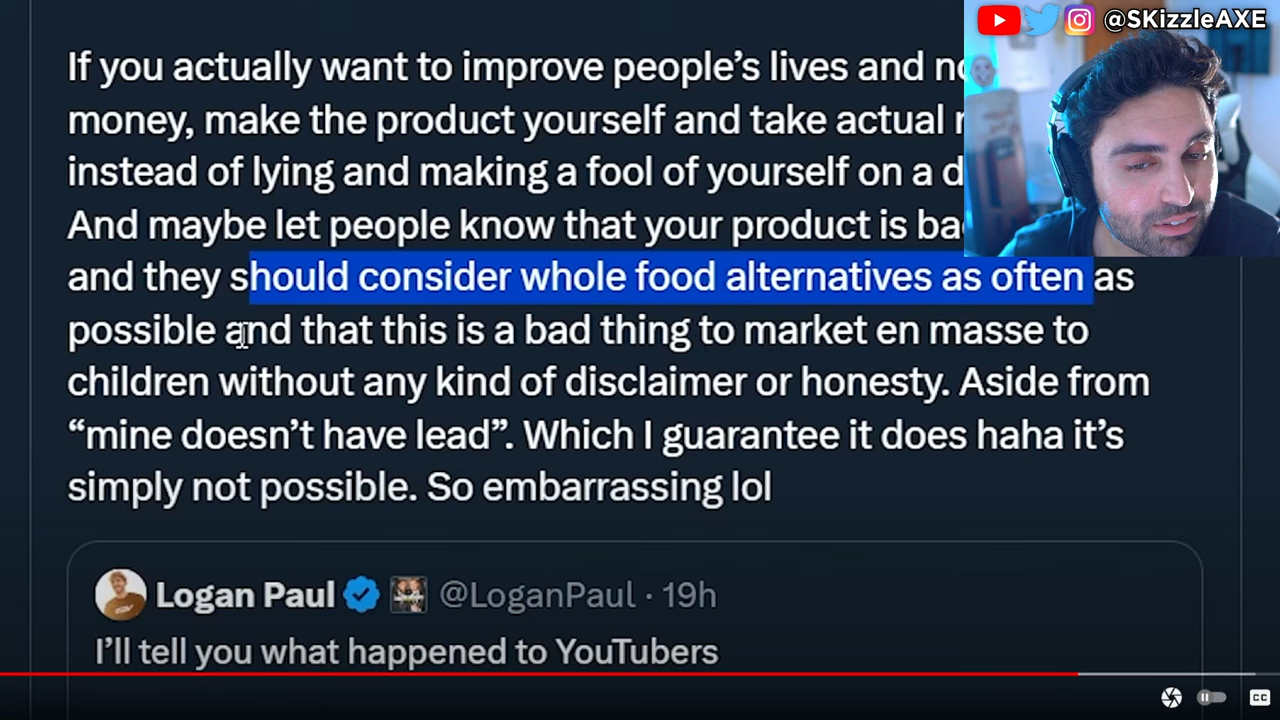 @SKizzleAXE
If you actually want to improve people’s lives and
money, make the product yourself and take actual
instead of lying and making a fool of yourself on a
And maybe let people know that your product is
and they should consider whole food alternatives as often as
possible and that this is a bad thing to market en masse to
children without any kind of disclaimer or honesty. Aside from
“mine doesn’t have lead”. Which I guarantee it does haha it’s
simply not possible. So embarrassing lol
Logan Paul @LoganPaul · 19h
I’ll tell you what happened to YouTubers
CC